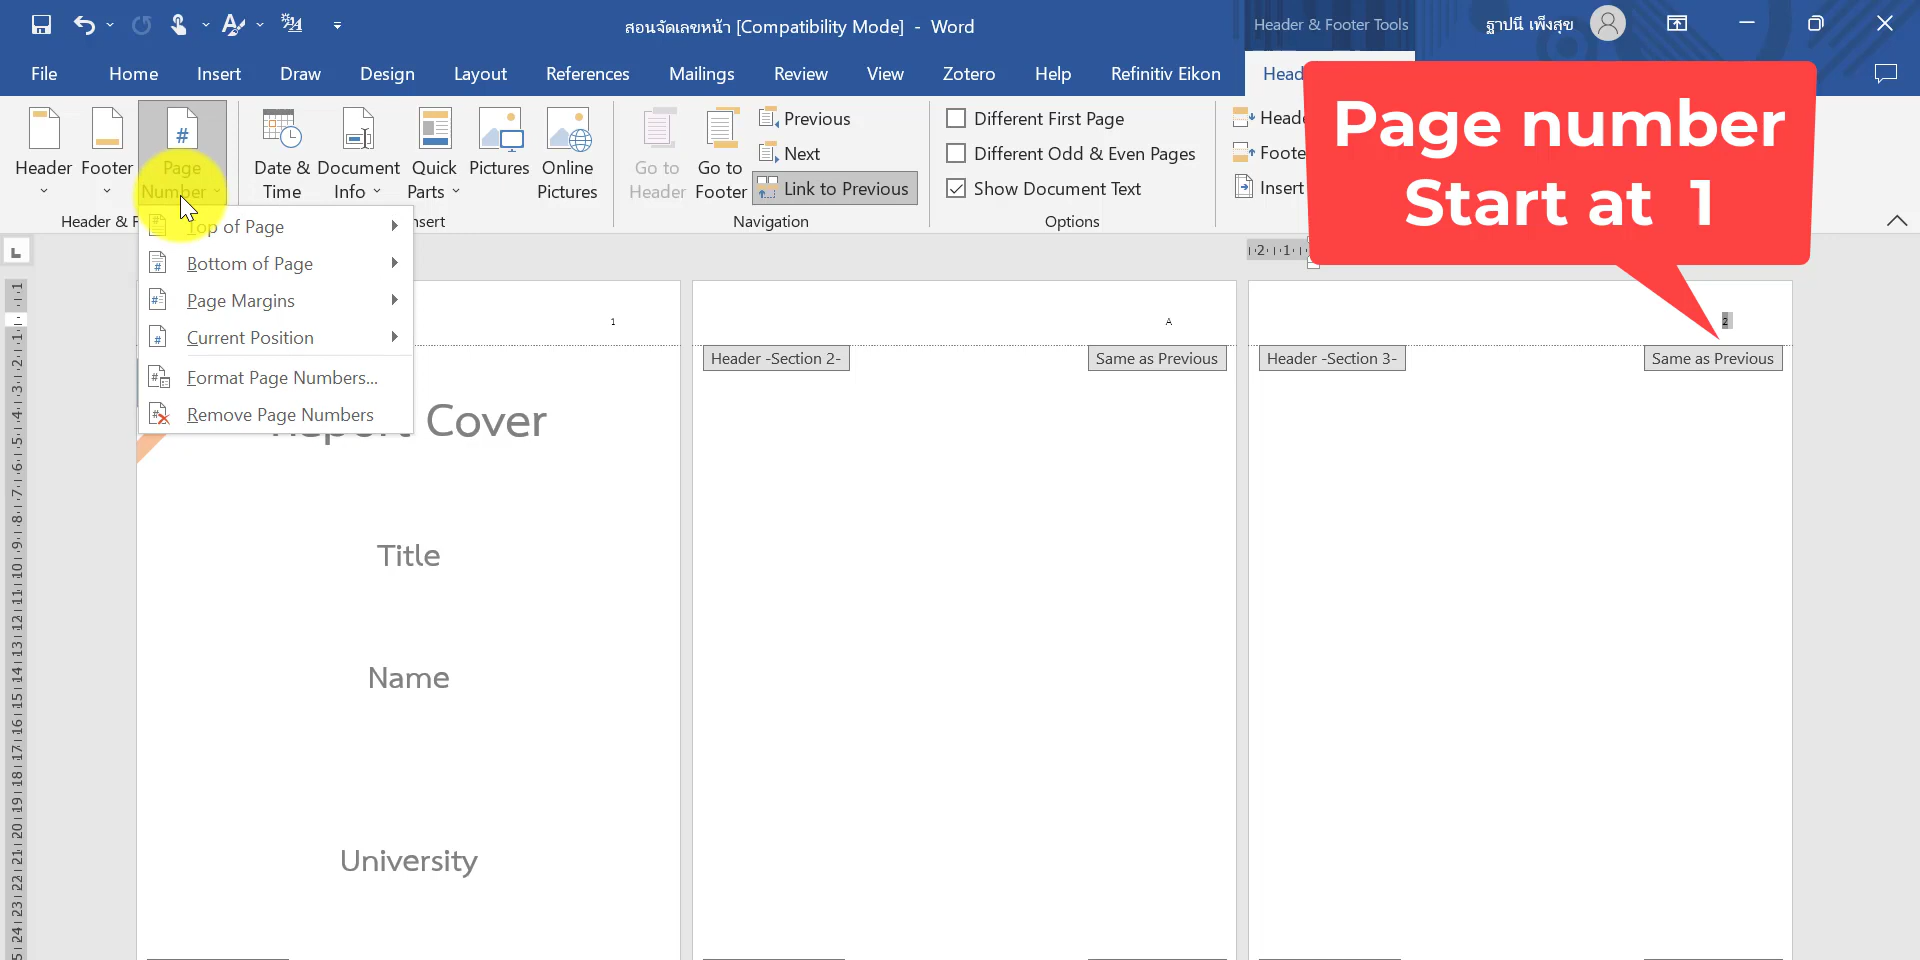 สอนจัดเลขหน้า [Compatibility Mode] - Word
Header & Footer Tools
ฐาปนี เพ็งสุข
File Home Insert Draw Design Layout References Mailings Review View Zotero Help Refinitiv Eikon Head
Header
Footer
Page Number
Date & Time
Document Info
Quick Parts
Pictures
Online Pictures
Go to Header
Go to Footer
Previous
Next
Link to Previous
Different First Page
Different Odd & Even Pages
Show Document Text
Heade
Foote
Insert
Header & F
nsert
Navigation
Options
Page number
Start at 1
Top of Page
Bottom of Page
Page Margins
Current Position
Format Page Numbers...
Remove Page Numbers
1
A
2
Header -Section 2-
Same as Previous
Header -Section 3-
Same as Previous
Report Cover
Title
Name
University